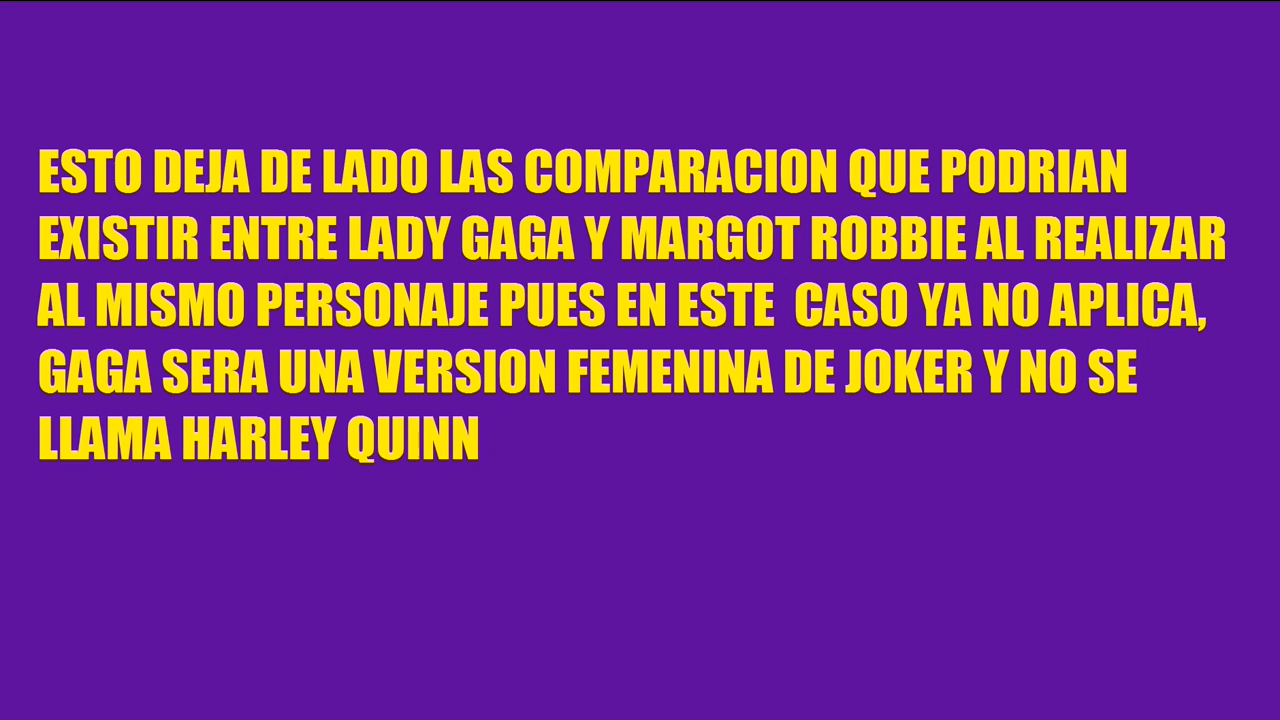 ESTO DEJA DE LADO LAS COMPARACION QUE PODRIAN
EXISTIR ENTRE LADY GAGA Y MARGOT ROBBIE AL REALIZAR
AL MISMO PERSONAJE PUES EN ESTE  CASO YA NO APLICA,
GAGA SERA UNA VERSION FEMENINA DE JOKER Y NO SE
LLAMA HARLEY QUINN